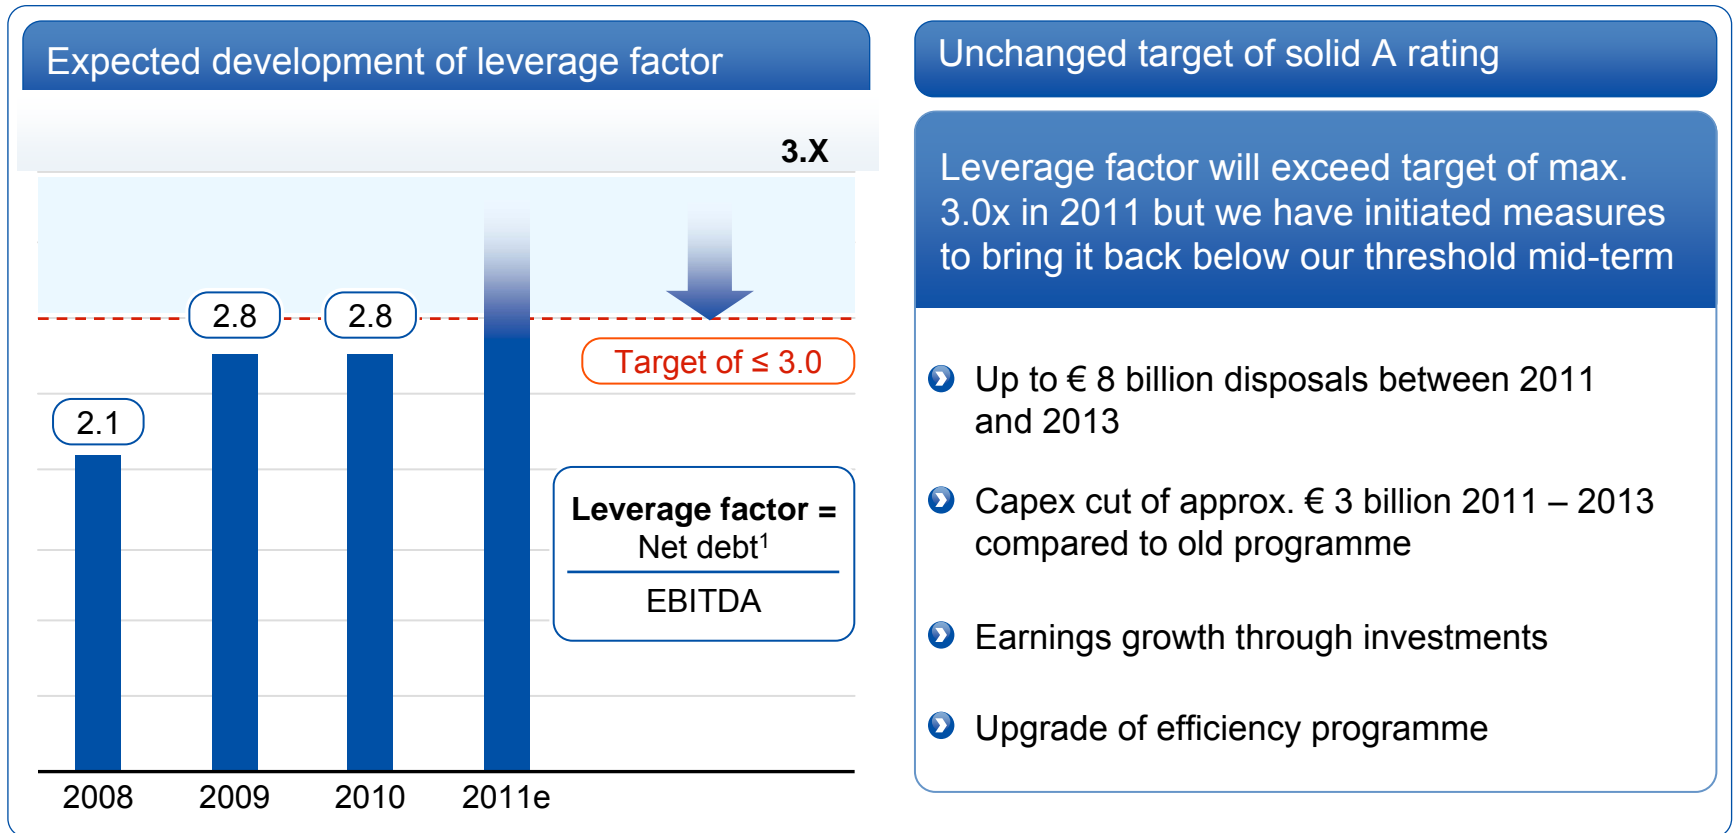 Expected development of leverage factor
3.X
2.8
2.8
Target of ≤ 3.0
2.1
Leverage factor =
Net debt¹
EBITDA
2008
2009
2010
2011e
Unchanged target of solid A rating
Leverage factor will exceed target of max.
3.0x in 2011 but we have initiated measures
to bring it back below our threshold mid-term
Up to € 8 billion disposals between 2011
and 2013
Capex cut of approx. € 3 billion 2011 – 2013
compared to old programme
Earnings growth through investments
Upgrade of efficiency programme